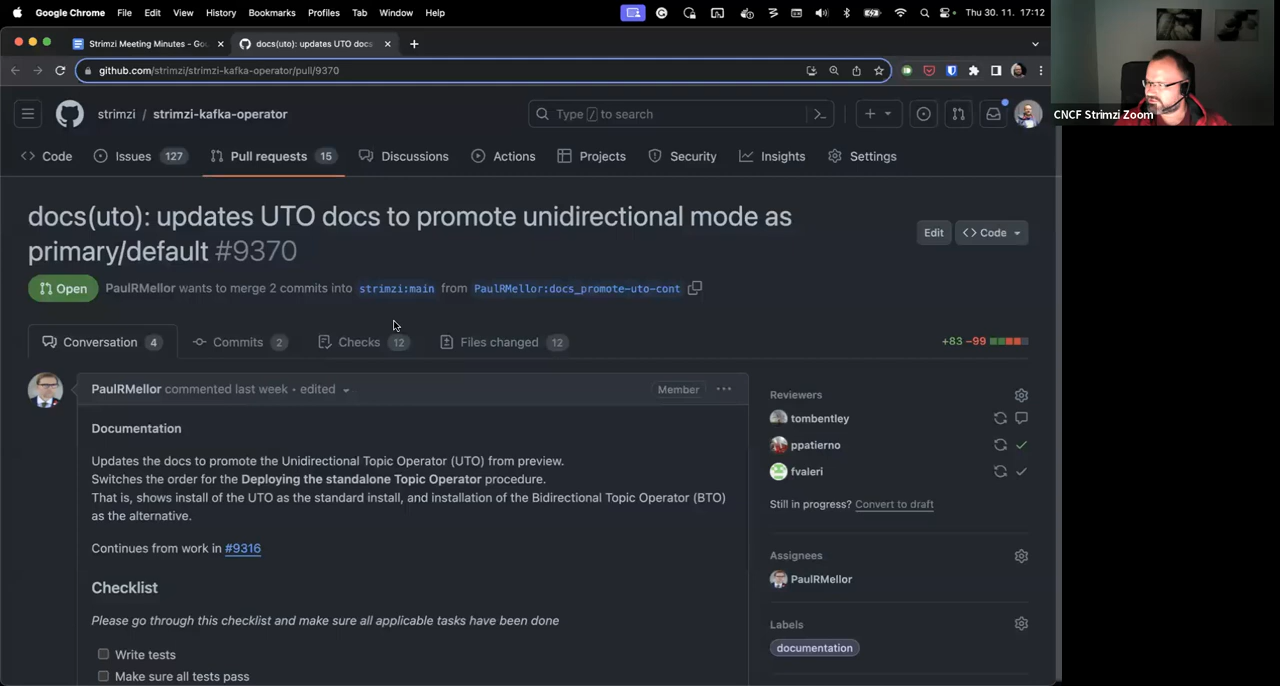 Google Chrome File Edit View History Bookmarks Profiles Tab Window Help Thu 30. 11. 17:12
Strimzi Meeting Minutes - Go
docs(uto): updates UTO docs
github.com/strimzi/strimzi-kafka-operator/pull/9370
CNCF Strimzi Zoom
strimzi / strimzi-kafka-operator
Type / to search
Code Issues 127 Pull requests 15 Discussions Actions Projects Security Insights Settings
docs(uto): updates UTO docs to promote unidirectional mode as
primary/default #9370
Edit
Code
Open PaulRMellor wants to merge 2 commits into strimzi:main from PaulRMellor:docs_promote-uto-cont
Conversation 4 Commits 2 Checks 12 Files changed 12
+83 −99
PaulRMellor commented last week • edited
Member
Documentation
Updates the docs to promote the Unidirectional Topic Operator (UTO) from preview.
Switches the order for the Deploying the standalone Topic Operator procedure.
That is, shows install of the UTO as the standard install, and installation of the Bidirectional Topic Operator (BTO)
as the alternative.
Continues from work in #9316
Checklist
Please go through this checklist and make sure all applicable tasks have been done
Write tests
Make sure all tests pass
Reviewers
tombentley
ppatierno
fvaleri
Still in progress? Convert to draft
Assignees
PaulRMellor
Labels
documentation